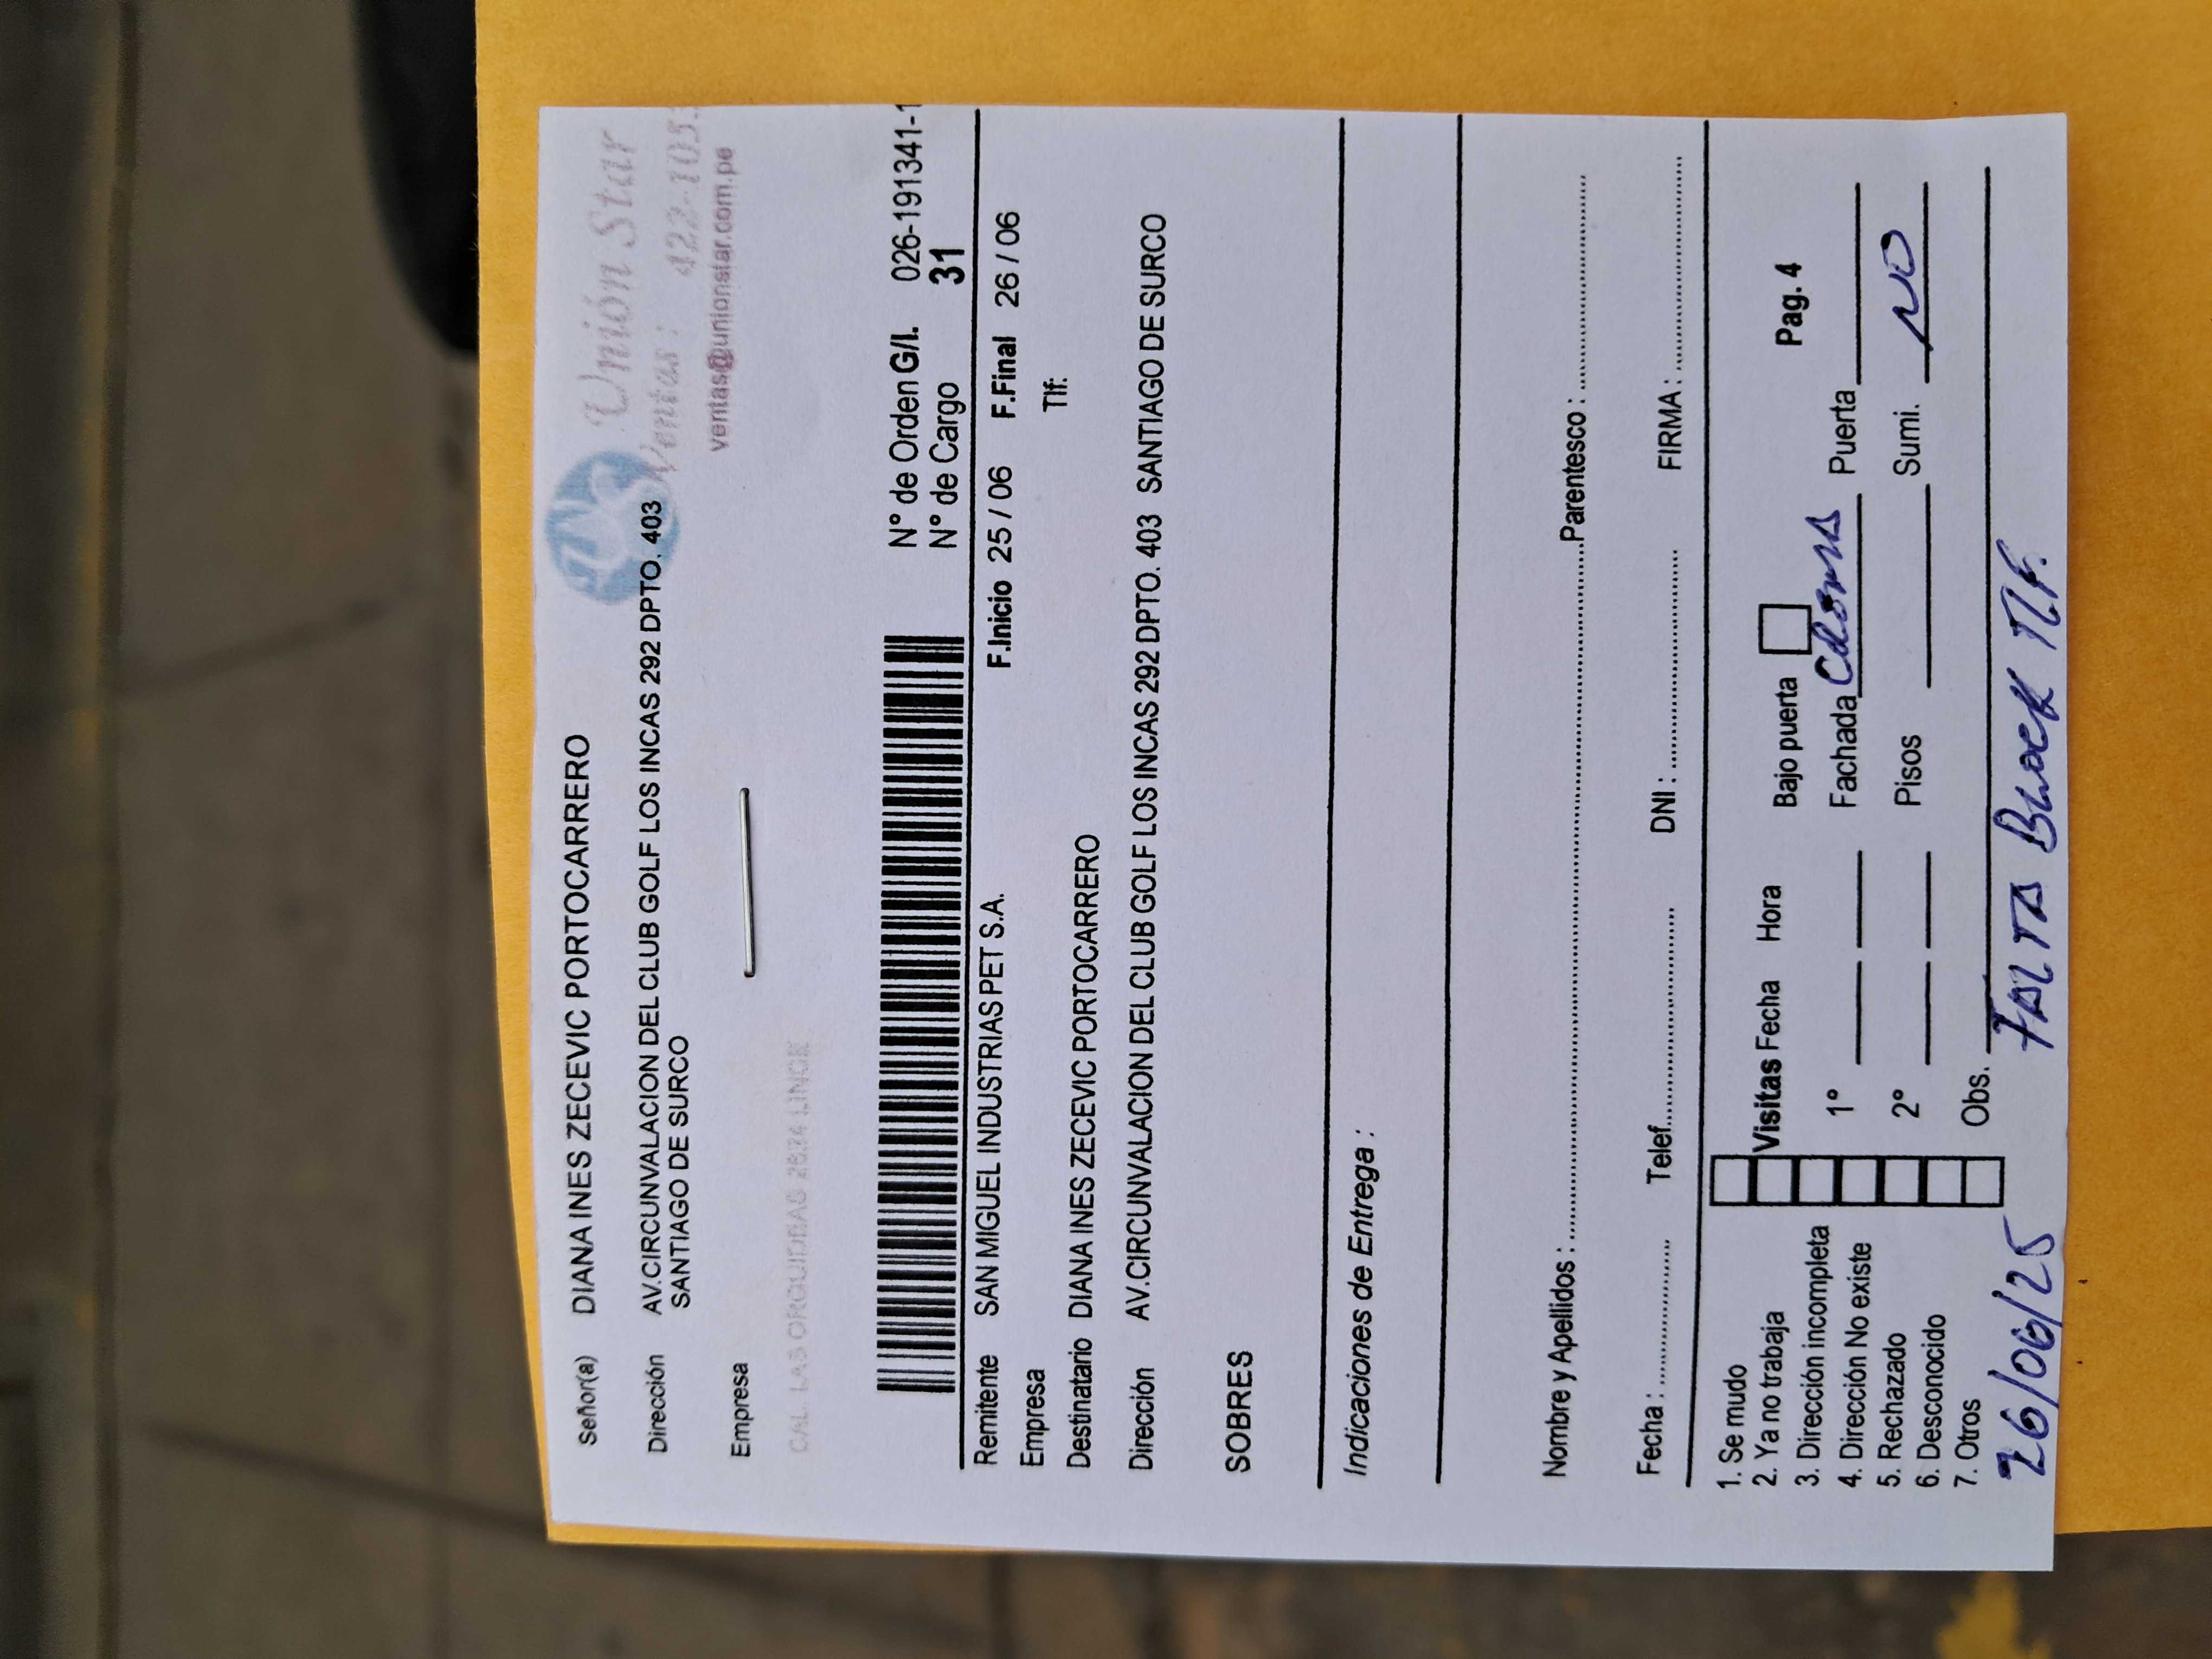 Unión Star
Ventas: 422-105
ventas@unionstar.com.pe
Señor(a) DIANA INES ZECEVIC PORTOCARRERO
Dirección AV.CIRCUNVALACION DEL CLUB GOLF LOS INCAS 292 DPTO. 403
SANTIAGO DE SURCO
Empresa
CAL. LAS ORQUIDEAS
N° de Orden G/I. 026-191341-1
N° de Cargo 31
Remitente SAN MIGUEL INDUSTRIAS PET S.A. F.Inicio 25 / 06 F.Final 26 / 06
Empresa Tlf:
Destinatario DIANA INES ZECEVIC PORTOCARRERO
Dirección AV.CIRCUNVALACION DEL CLUB GOLF LOS INCAS 292 DPTO. 403 SANTIAGO DE SURCO
SOBRES
Indicaciones de Entrega :
Nombre y Apellidos : Parentesco :
Fecha : Telef. DNI : FIRMA :
1. Se mudo
2. Ya no trabaja
3. Dirección incompleta
4. Dirección No existe
5. Rechazado
6. Desconocido
7. Otros
Visitas Fecha Hora Bajo puerta Pag. 4
1° Fachada Puerta
2° Pisos Sumi. NO
Obs.
26/06/25 FALTA Block